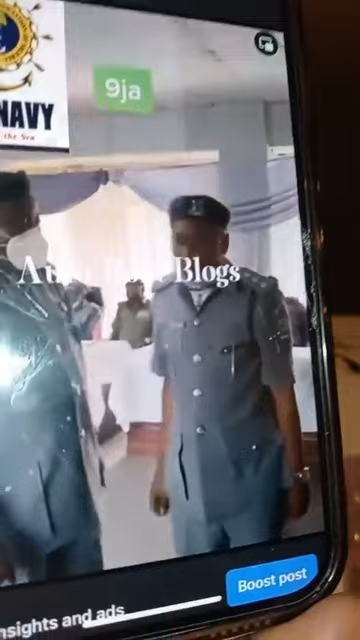 NAVY
the Sea
9ja
Blogs
nsights and ads
Boost post